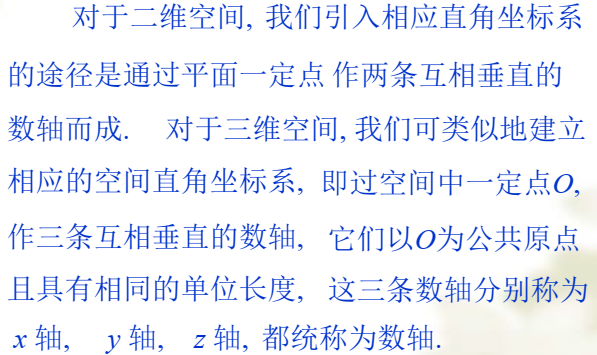 对于二维空间, 我们引入相应直角坐标系
的途径是通过平面一定点 作两条互相垂直的
数轴而成. 对于三维空间, 我们可类似地建立
相应的空间直角坐标系, 即过空间中一定点O,
作三条互相垂直的数轴, 它们以O为公共原点
且具有相同的单位长度, 这三条数轴分别称为
x 轴, y 轴, z 轴, 都统称为数轴.